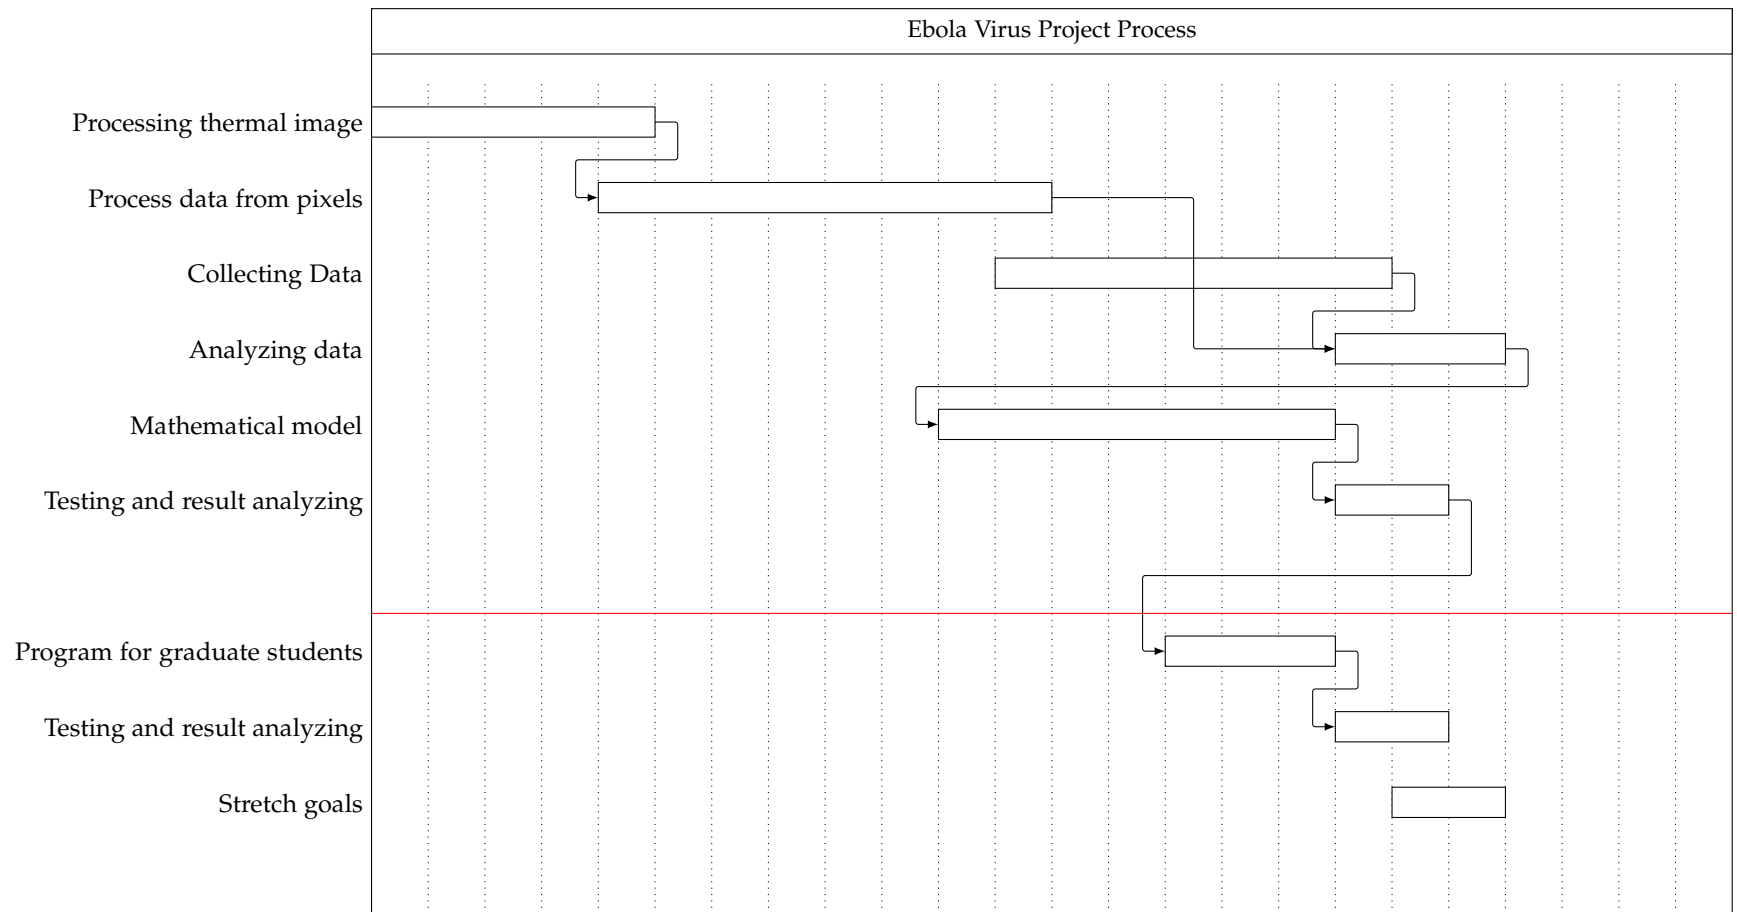 Ebola Virus Project Process
Processing thermal image
Process data from pixels
Collecting Data
Analyzing data
Mathematical model
Testing and result analyzing
Program for graduate students
Testing and result analyzing
Stretch goals